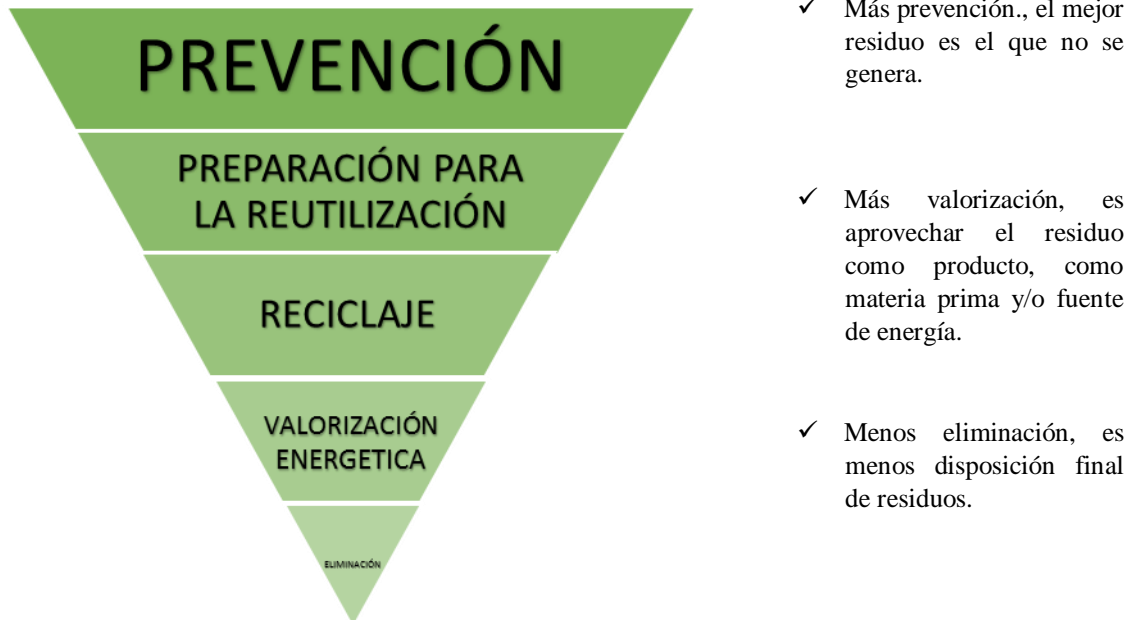 PREVENCIÓN
PREPARACIÓN PARA
LA REUTILIZACIÓN
RECICLAJE
VALORIZACIÓN
ENERGETICA
ELIMINACIÓN
✓ Más prevención., el mejor
residuo es el que no se
genera.
✓ Más valorización, es
aprovechar el residuo
como producto, como
materia prima y/o fuente
de energía.
✓ Menos eliminación, es
menos disposición final
de residuos.